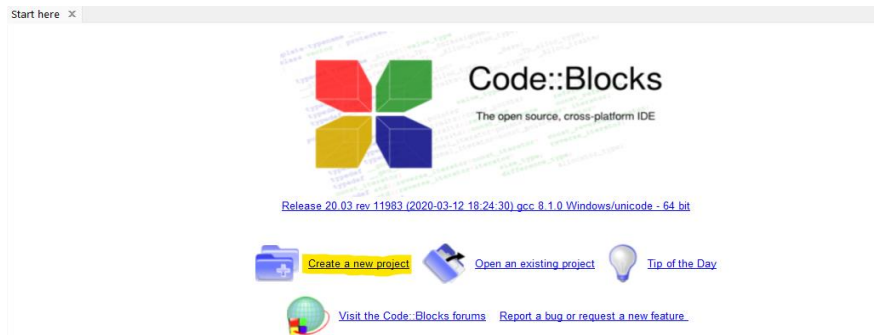 Start here
Code::Blocks
The open source, cross-platform IDE
Release 20.03 rev 11983 (2020-03-12 18:24:30) gcc 8.1.0 Windows/unicode - 64 bit
Create a new project Open an existing project Tip of the Day
Visit the Code::Blocks forums Report a bug or request a new feature